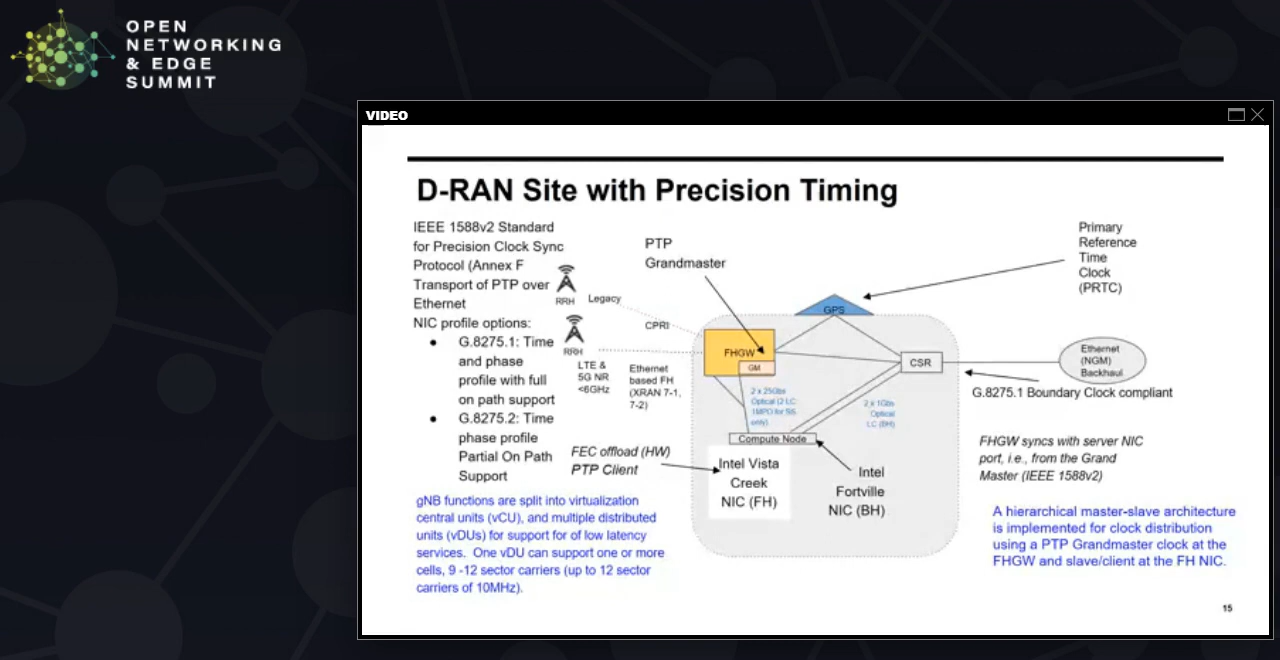 OPEN
NETWORKING
& EDGE
SUMMIT
VIDEO
D-RAN Site with Precision Timing
IEEE 1588v2 Standard
for Precision Clock Sync
Protocol (Annex F
Transport of PTP over
Ethernet
NIC profile options:
● G.8275.1: Time
and phase
profile with full
on path support
● G.8275.2: Time
phase profile
Partial On Path
Support
RRH
Legacy
RRH
CPRI
LTE &
5G NR
<6GHz
Ethernet
based FH
(XRAN 7-1,
7-2)
PTP
Grandmaster
GPS
Primary
Reference
Time
Clock
(PRTC)
FHGW
GM
CSR
Ethernet
(NGM)
Backhaul
G.8275.1 Boundary Clock compliant
2 x 25Gbs
Optical (2 LC
1MPO for 5G
only)
2 x 1Gbs
Optical
LC (BH)
Compute Node
FEC offload (HW)
PTP Client
Intel Vista
Creek
NIC (FH)
Intel
Fortville
NIC (BH)
FHGW syncs with server NIC
port, i.e., from the Grand
Master (IEEE 1588v2)
gNB functions are split into virtualization
central units (vCU), and multiple distributed
units (vDUs) for support for of low latency
services. One vDU can support one or more
cells, 9 -12 sector carriers (up to 12 sector
carriers of 10MHz).
A hierarchical master-slave architecture
is implemented for clock distribution
using a PTP Grandmaster clock at the
FHGW and slave/client at the FH NIC.
15